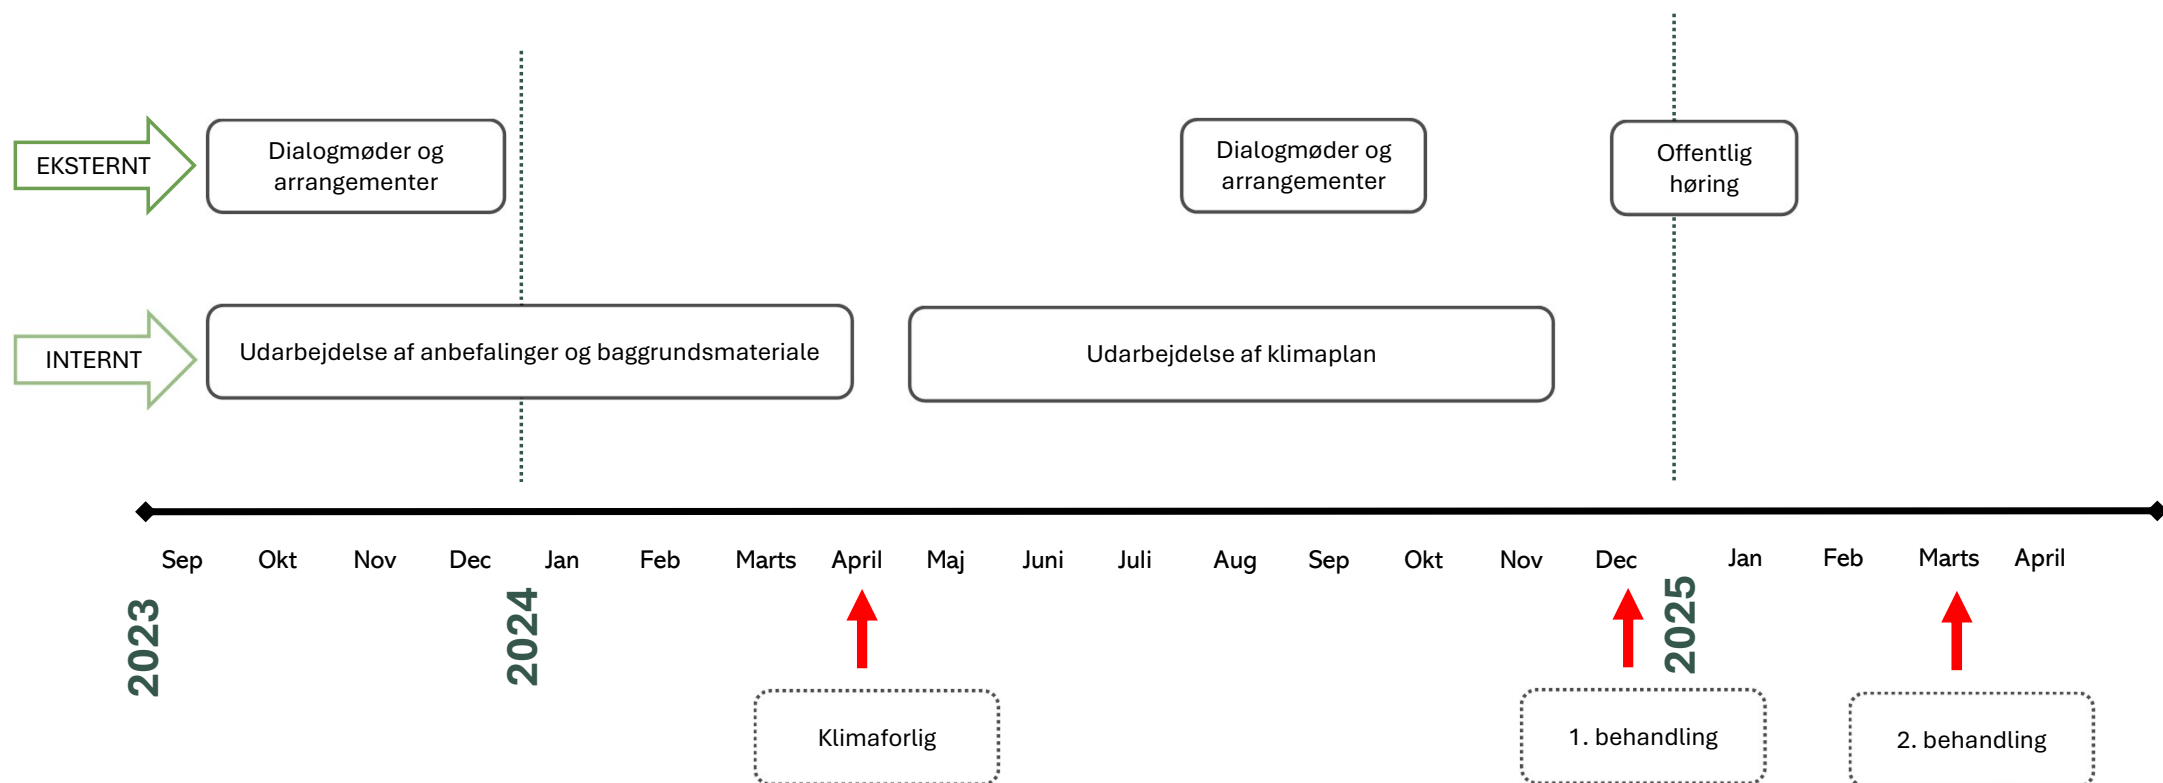 EKSTERNT
Dialogmøder og
arrangementer
Dialogmøder og
arrangementer
Offentlig
høring
INTERNT
Udarbejdelse af anbefalinger og baggrundsmateriale
Udarbejdelse af klimaplan
Sep Okt Nov Dec Jan Feb Marts April Maj Juni Juli Aug Sep Okt Nov Dec Jan Feb Marts April
2023
2024
2025
Klimaforlig
1. behandling
2. behandling